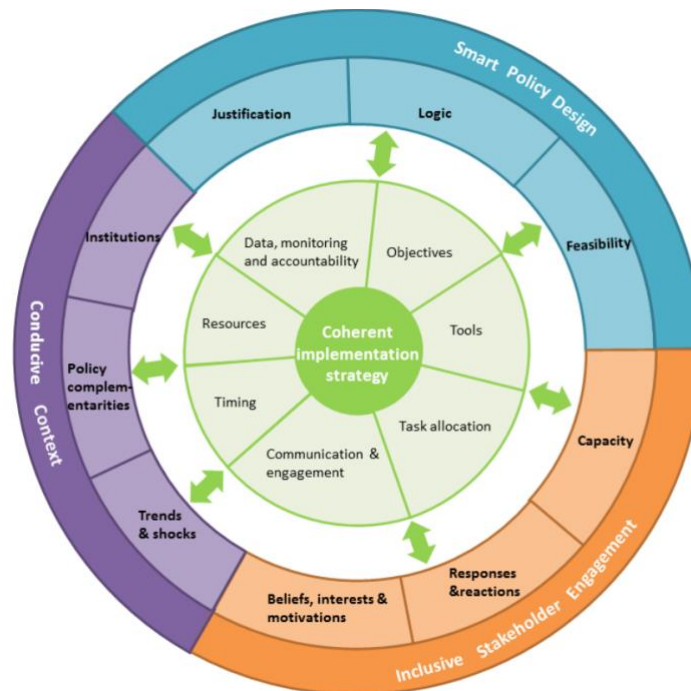 Smart Policy Design
Justification
Logic
Feasibility
Institutions
Policy
complem-
entarities
Trends
& shocks
Conducive Context
Data, monitoring
and accountability
Objectives
Resources
Tools
Coherent
implementation
strategy
Timing
Task allocation
Communication &
engagement
Capacity
Responses
&reactions
Beliefs, interests &
motivations
Inclusive Stakeholder Engagement